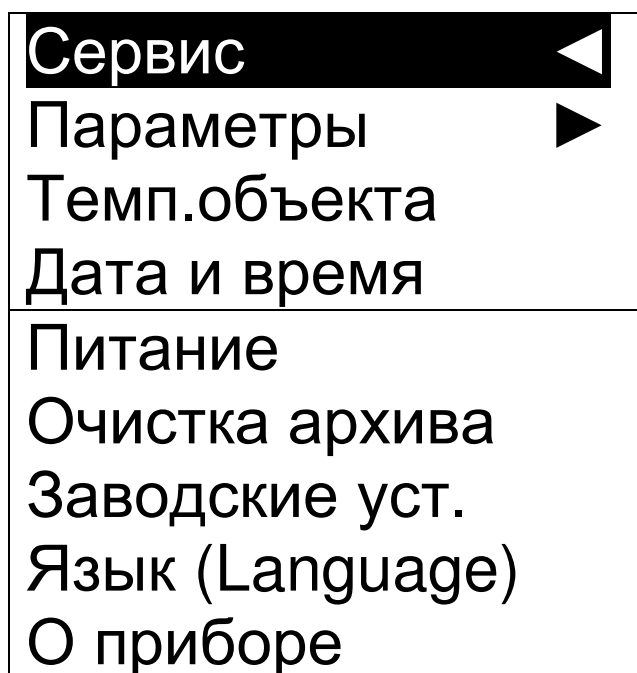 Сервис ◀
Параметры ▶
Темп.объекта
Дата и время
Питание
Очистка архива
Заводские уст.
Язык (Language)
О приборе